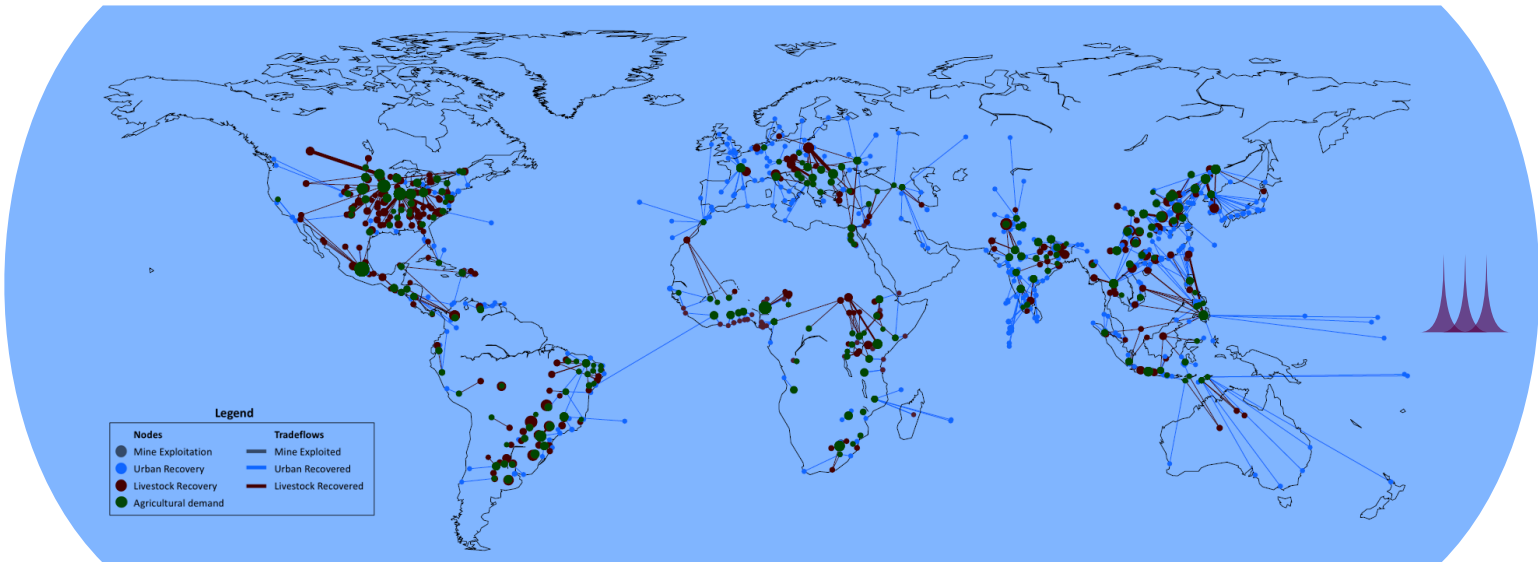 Legend
Nodes Tradeflows
Mine Exploitation Mine Exploited
Urban Recovery Urban Recovered
Livestock Recovery Livestock Recovered
Agricultural demand